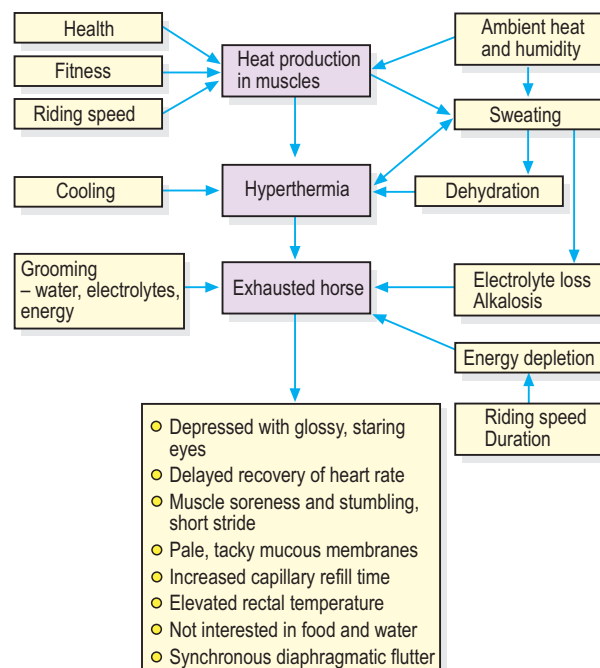 Health
Fitness
Riding speed
Heat production
in muscles
Ambient heat
and humidity
Sweating
Cooling
Hyperthermia
Dehydration
Grooming
– water, electrolytes,
energy
Exhausted horse
Electrolyte loss
Alkalosis
Energy depletion
Riding speed
Duration
Depressed with glossy, staring
eyes
Delayed recovery of heart rate
Muscle soreness and stumbling,
short stride
Pale, tacky mucous membranes
Increased capillary refill time
Elevated rectal temperature
Not interested in food and water
Synchronous diaphragmatic flutter